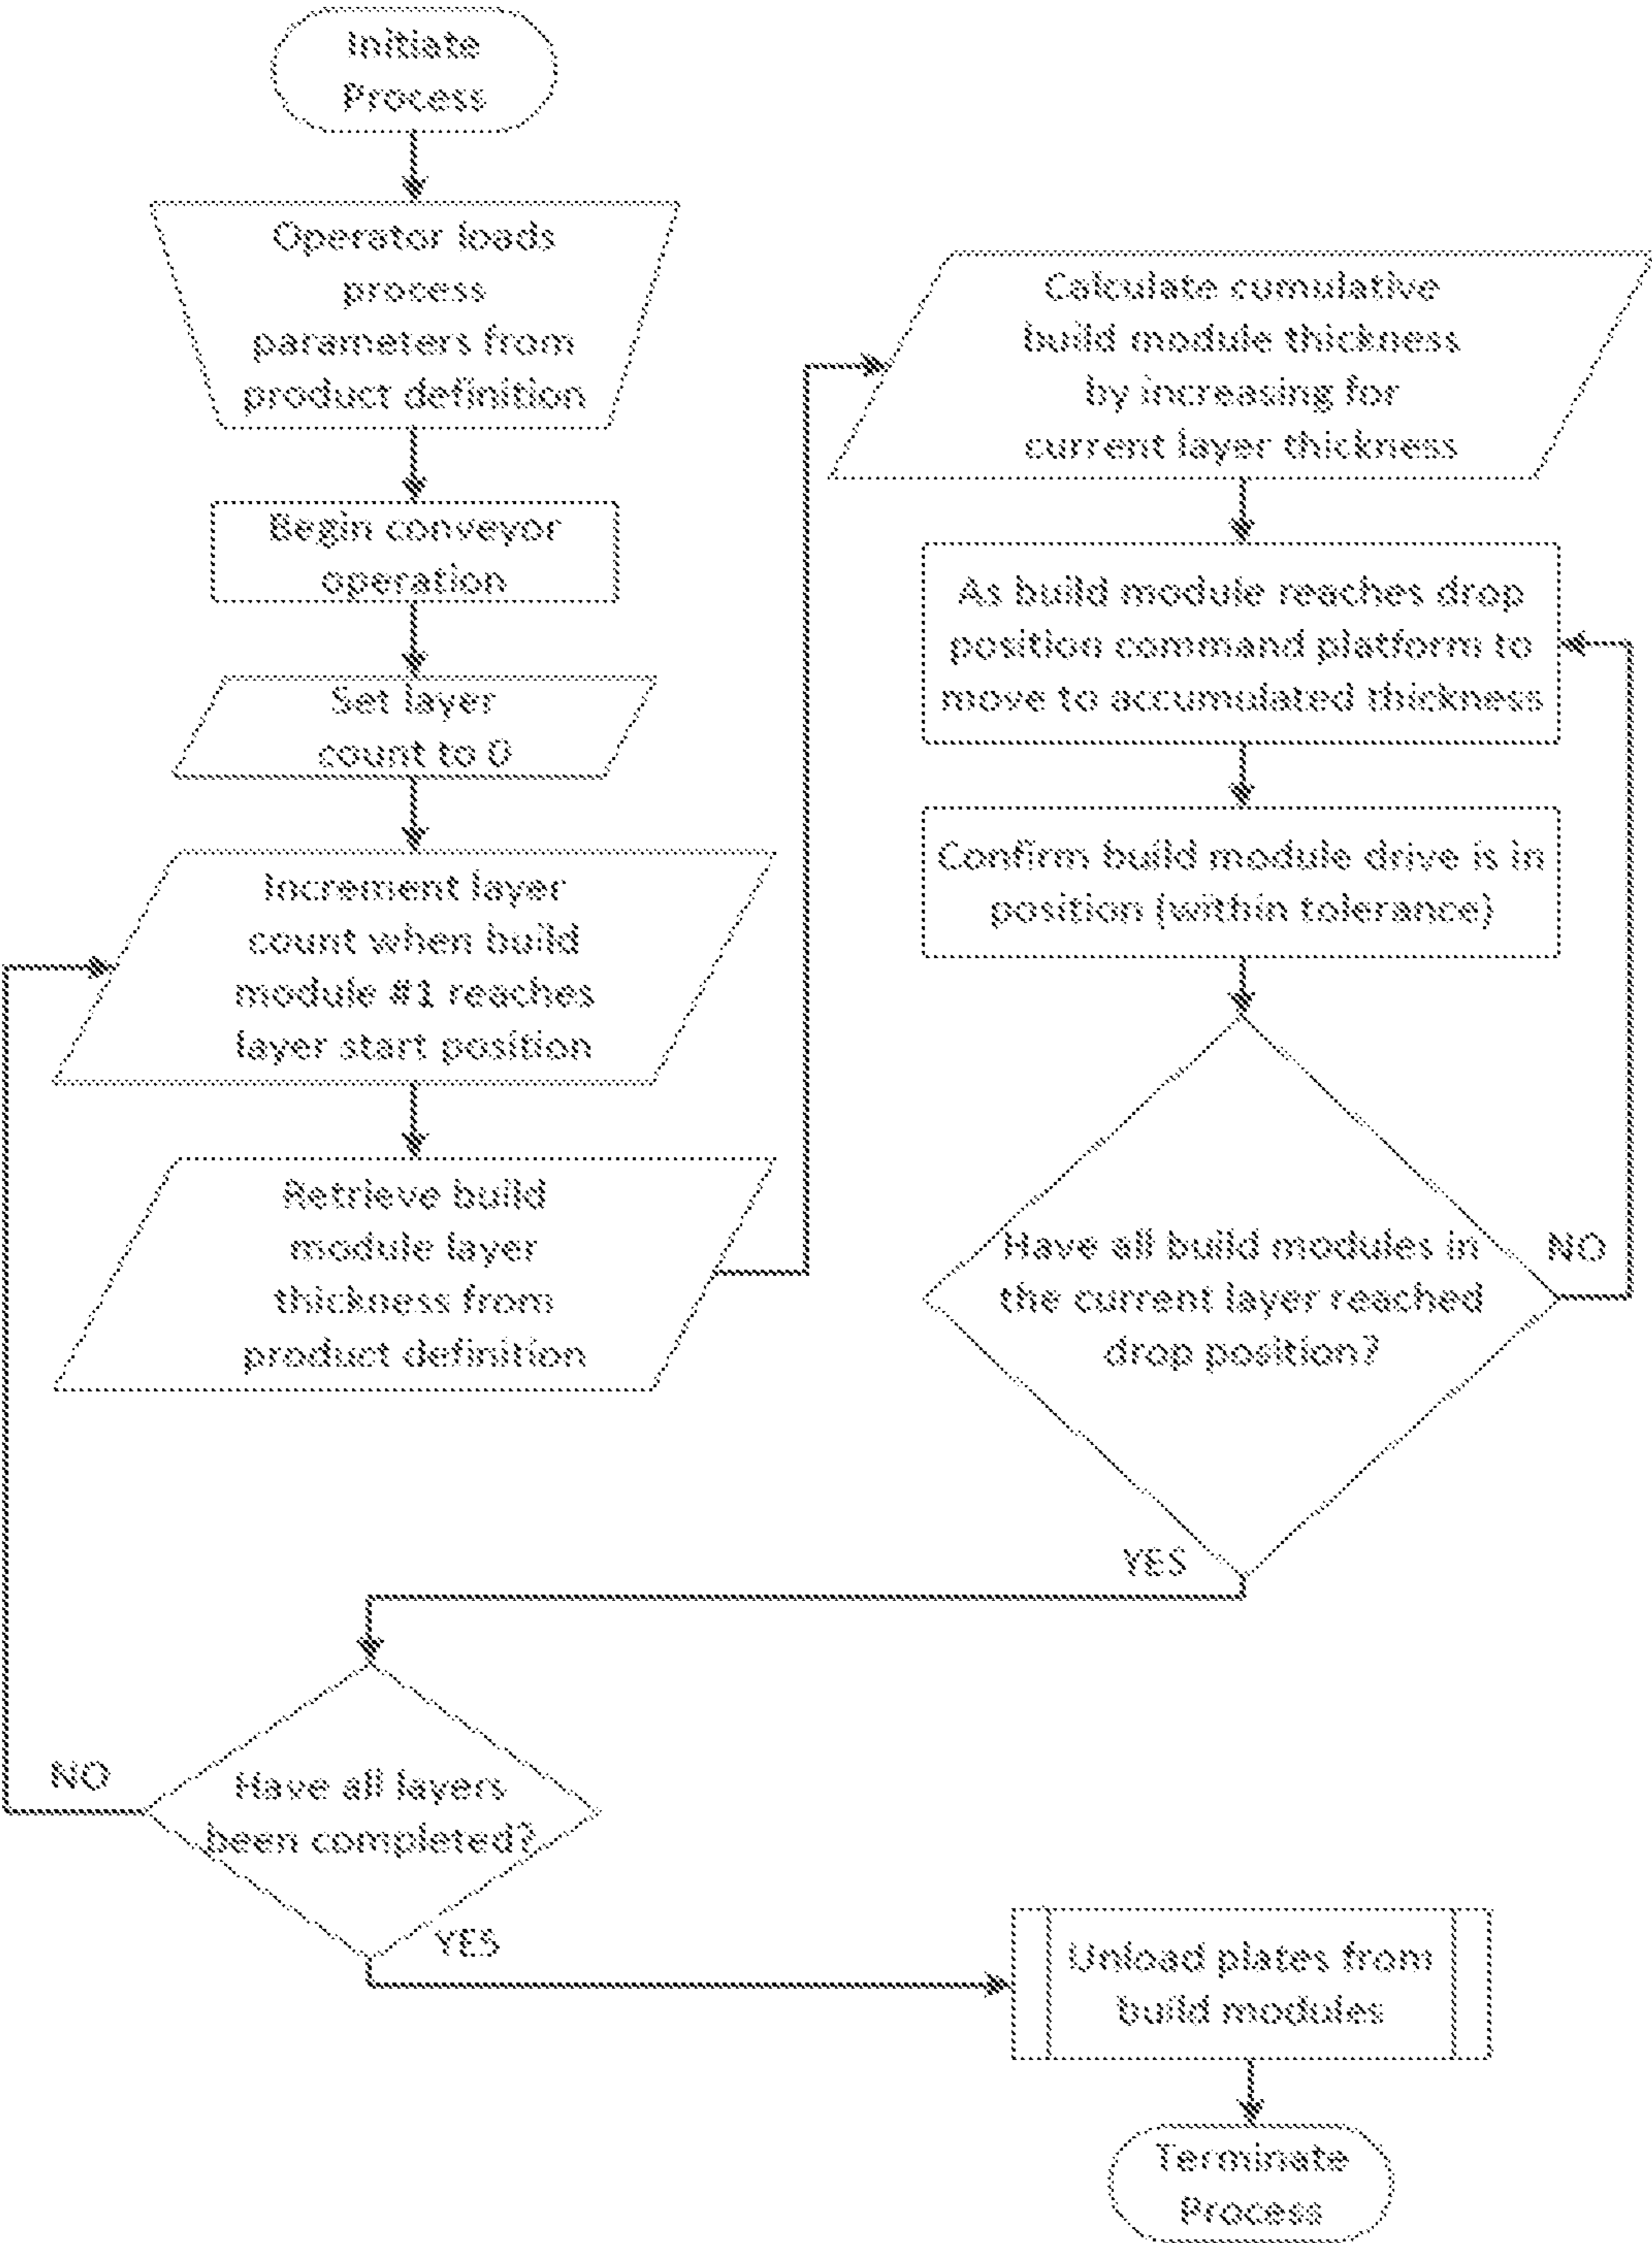 Initiate
Process
Operator loads
process
parameters from
product definition
Begin conveyor
operation
Set layer
count to 0
Increment layer
count when build
module #1 reaches
layer start position
Retrieve build
module layer
thickness from
product definition
Calculate cumulative
build module thickness
by increasing for
current layer thickness
As build module reaches drop
position command platform to
move to accumulated thickness
Confirm build module drive is in
position (within tolerance)
Have all build modules in
the current layer reached
drop position?
NO
YES
Have all layers
been completed?
NO
YES
Unload plates from
build modules
Terminate
Process